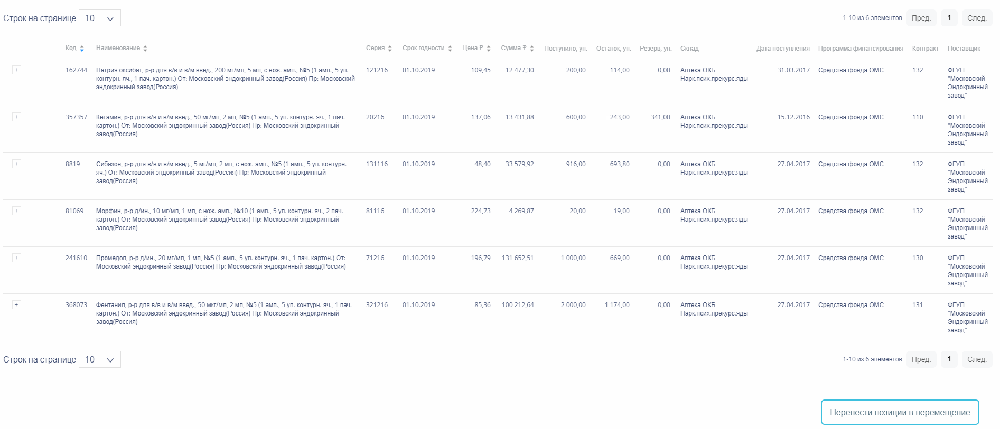 Строк на странице 10 1-10 из 6 элементов Пред. 1 След.
Код Наименование Серия Срок годности Цена ₽ Сумма ₽ Поступило, уп. Остаток, уп. Резерв, уп. Склад Дата поступления Программа финансирования Контракт Поставщик
+ 162744 Натрия оксибат, р-р для в/в и в/м введ., 200 мг/мл, 5 мл, с нож. амп., №5 (1 амп., 5 уп. 121216 01.10.2019 109,45 12 477,30 200,00 114,00 0,00 Аптека ОКБ 31.03.2017 Средства фонда ОМС 132 ФГУП
контурн. яч., 1 пач. картон.) От: Московский эндокринный завод(Россия) Пр: Московский Нарк.псих.прекурс.яды "Московский
эндокринный завод(Россия) Эндокринный
завод"
+ 357357 Кетамин, р-р для в/в и в/м введ., 50 мг/мл, 2 мл, №5 (1 амп., 5 уп. контурн. яч., 1 пач. 20216 01.10.2019 137,06 13 431,88 600,00 243,00 341,00 Аптека ОКБ 15.12.2016 Средства фонда ОМС 110 ФГУП
картон.) От: Московский эндокринный завод(Россия) Пр: Московский эндокринный Нарк.псих.прекурс.яды "Московский
завод(Россия) Эндокринный
завод"
+ 8819 Сибазон, р-р для в/в и в/м введ., 5 мг/мл, 2 мл, с нож. амп., №5 (1 амп., 5 уп. контурн. 131116 01.10.2019 48,40 33 579,92 916,00 693,80 0,00 Аптека ОКБ 27.04.2017 Средства фонда ОМС 132 ФГУП
яч.) От: Московский эндокринный завод(Россия) Пр: Московский эндокринный Нарк.псих.прекурс.яды "Московский
завод(Россия) Эндокринный
завод"
+ 81069 Морфин, р-р д/ин., 10 мг/мл, 1 мл, с нож. амп., №10 (1 амп., 5 уп. контурн. яч., 2 пач. 81116 01.10.2019 224,73 4 269,87 20,00 19,00 0,00 Аптека ОКБ 27.04.2017 Средства фонда ОМС 132 ФГУП
картон.) От: Московский эндокринный завод(Россия) Пр: Московский эндокринный Нарк.псих.прекурс.яды "Московский
завод(Россия) Эндокринный
завод"
+ 241610 Промедол, р-р д/ин., 20 мг/мл, 1 мл, №5 (1 амп., 5 уп. контурн. яч., 1 пач. картон.) От: 71216 01.10.2019 196,79 131 652,51 1 000,00 669,00 0,00 Аптека ОКБ 27.04.2017 Средства фонда ОМС 130 ФГУП
Московский эндокринный завод(Россия) Пр: Московский эндокринный завод(Россия) Нарк.псих.прекурс.яды "Московский
Эндокринный
завод"
+ 368073 Фентанил, р-р для в/в и в/м введ., 50 мкг/мл, 2 мл, №5 (1 амп., 5 уп. контурн. яч., 1 пач. 321216 01.10.2019 85,36 100 212,64 2 000,00 1 174,00 0,00 Аптека ОКБ 27.04.2017 Средства фонда ОМС 131 ФГУП
картон.) От: Московский эндокринный завод(Россия) Пр: Московский эндокринный Нарк.псих.прекурс.яды "Московский
завод(Россия) Эндокринный
завод"
Строк на странице 10 1-10 из 6 элементов Пред. 1 След.
Перенести позиции в перемещение